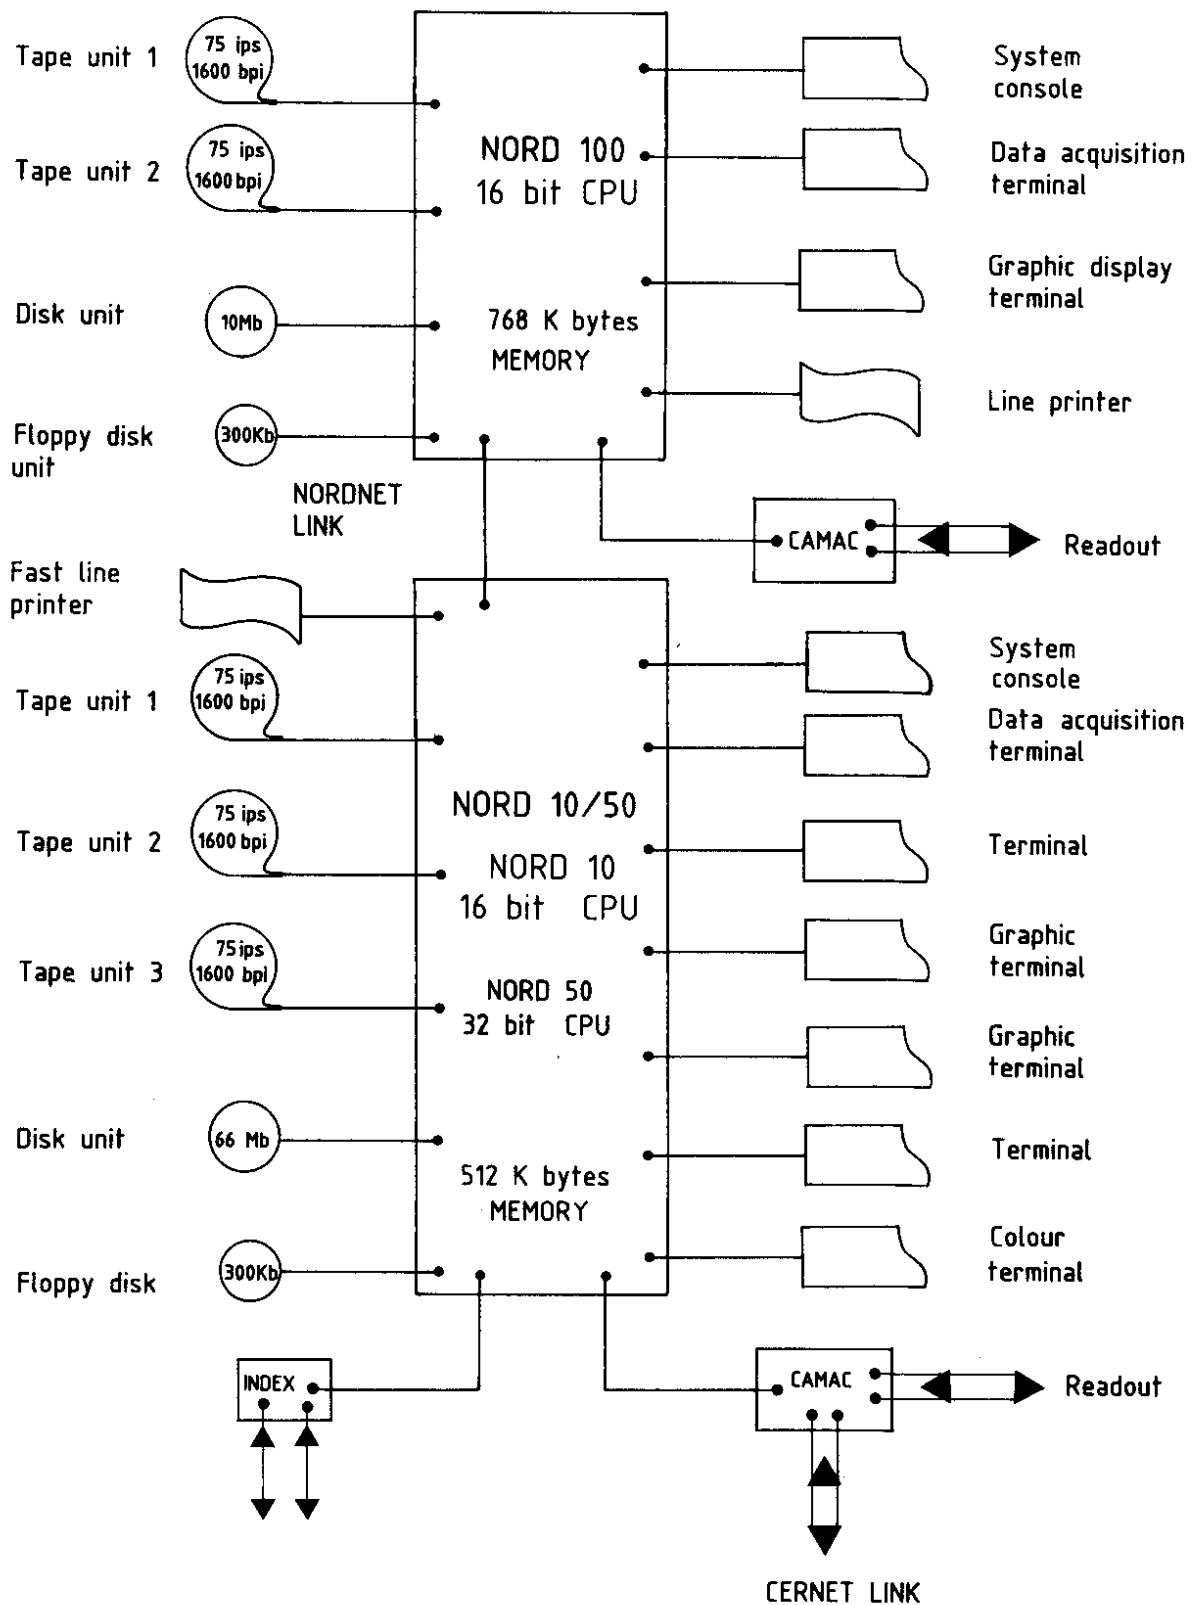 Tape unit 1
75 ips
1600 bpi
System
console
NORD 100
16 bit CPU
Tape unit 2
75 ips
1600 bpi
Data acquisition
terminal
Graphic display
terminal
Disk unit
10Mb
768 K bytes
MEMORY
Line printer
Floppy disk
unit
300Kb
NORDNET
LINK
CAMAC
Readout
Fast line
printer
System
console
Tape unit 1
75 ips
1600 bpi
Data acquisition
terminal
NORD 10/50
NORD 10
16 bit CPU
Tape unit 2
75 ips
1600 bpi
Terminal
Graphic
terminal
Tape unit 3
75 ips
1600 bpi
NORD 50
32 bit CPU
Graphic
terminal
Disk unit
66 Mb
Terminal
512 K bytes
MEMORY
Colour
terminal
Floppy disk
300Kb
INDEX
CAMAC
Readout
CERNET LINK